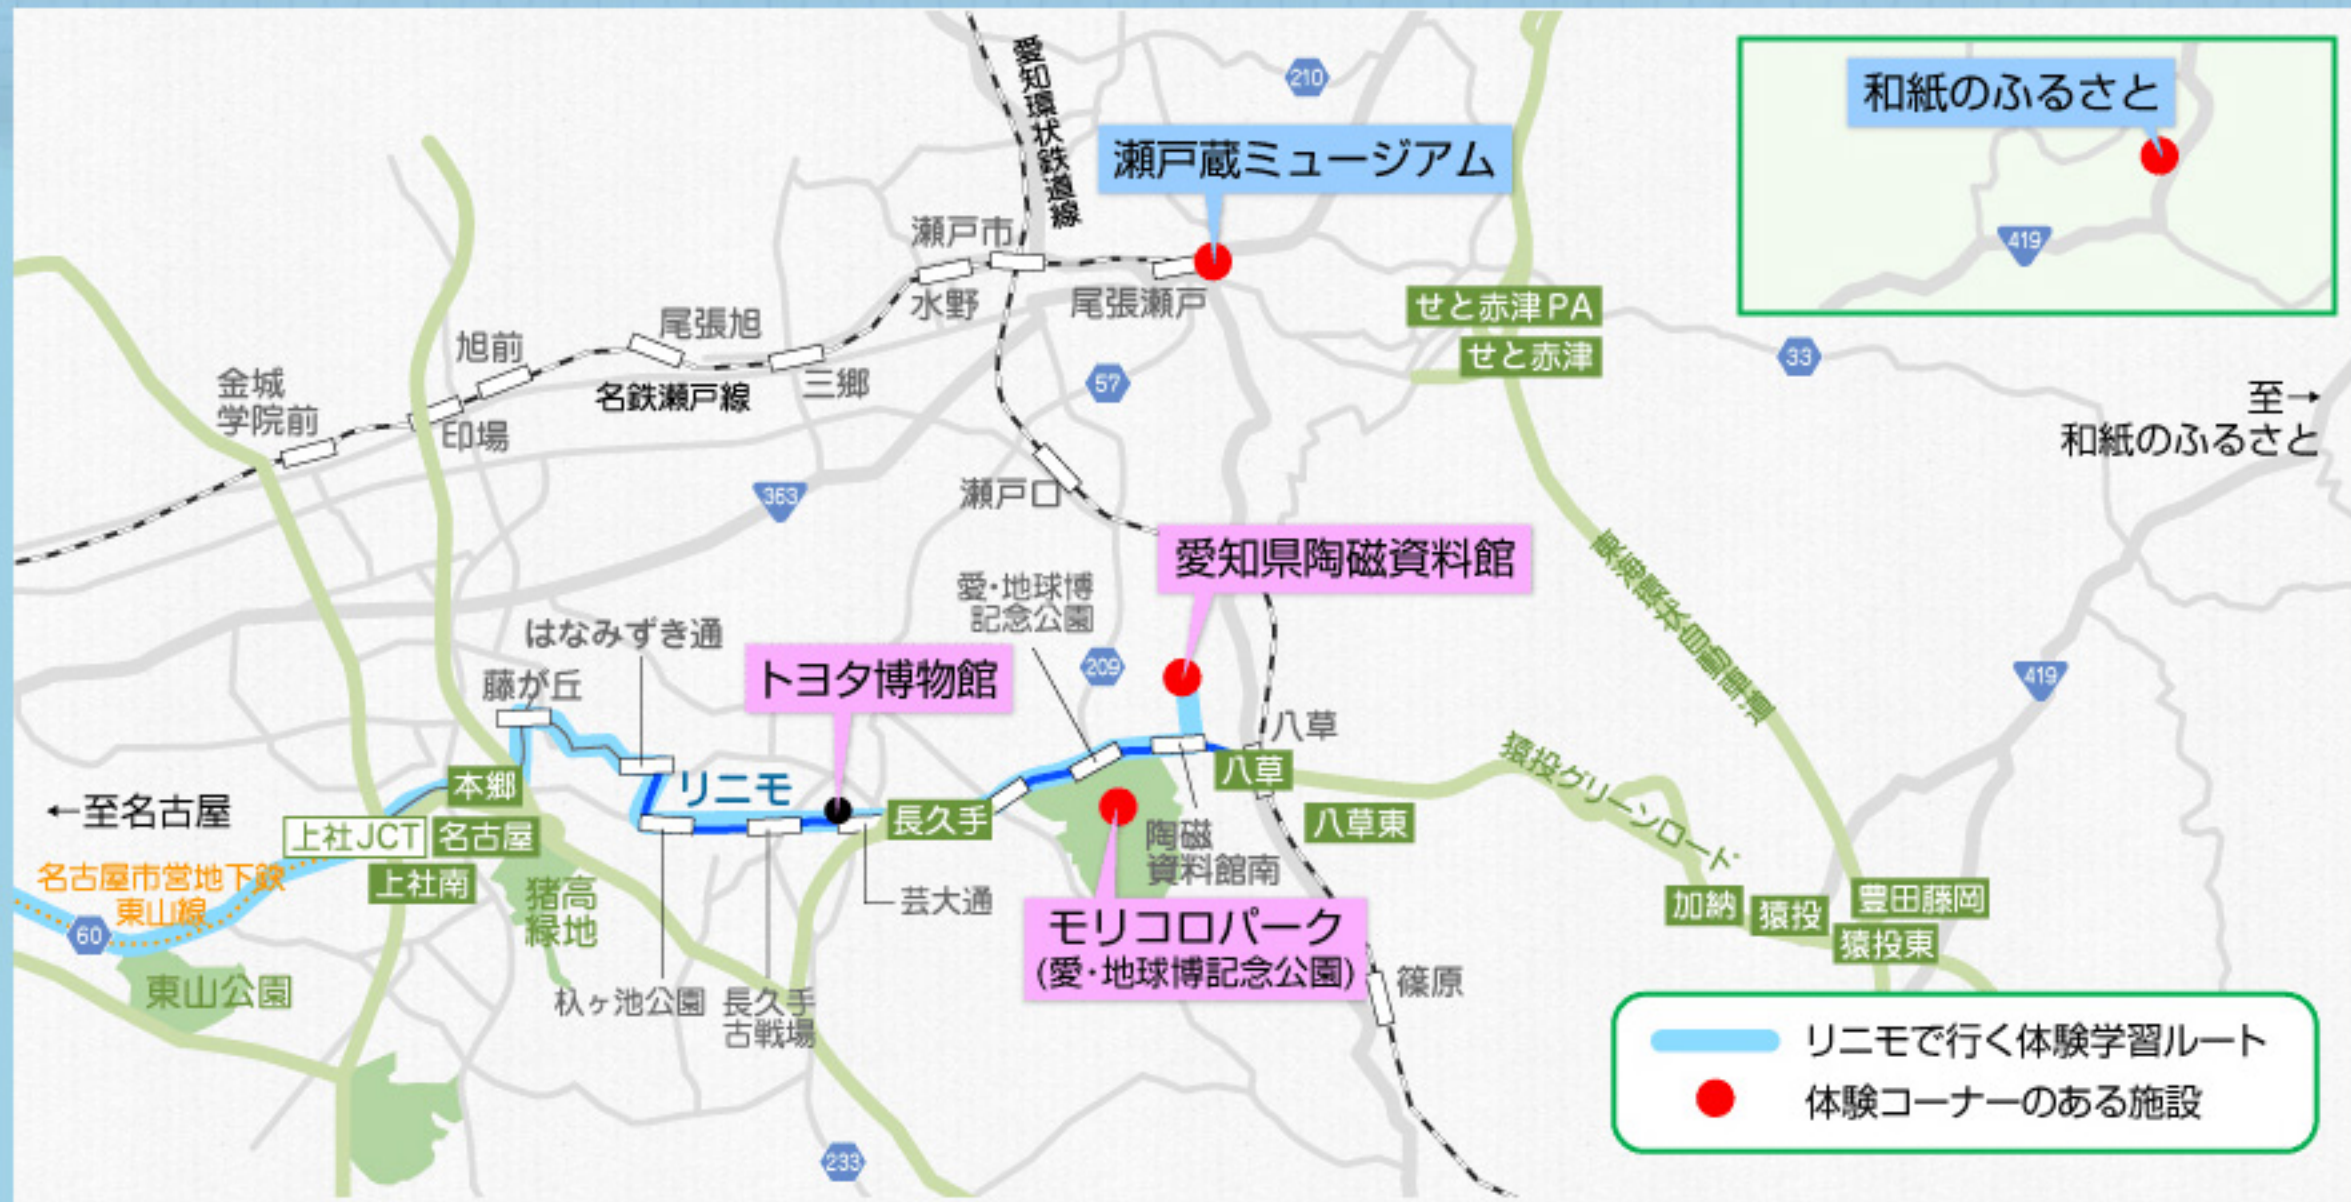 愛知環状鉄道線
210
和紙のふるさと
瀬戸蔵ミュージアム
瀬戸市
419
水野
尾張瀬戸
せと赤津PA
せと赤津
尾張旭
旭前
三郷
名鉄瀬戸線
57
33
金城
学院前
印場
至→
和紙のふるさと
瀬戸口
363
愛知県陶磁資料館
東海環状自動車道
愛・地球博
記念公園
はなみずき通
209
藤が丘
トヨタ博物館
419
八草
八草
猿投グリーンロード
本郷
リニモ
←至名古屋
上社JCT
名古屋
長久手
八草東
陶磁
資料館南
名古屋市営地下鉄
東山線
上社南
猪高
緑地
芸大通
加納
猿投
豊田藤岡
猿投東
60
モリコロパーク
(愛・地球博記念公園)
東山公園
杁ヶ池公園
長久手
古戦場
篠原
リニモで行く体験学習ルート
体験コーナーのある施設
233